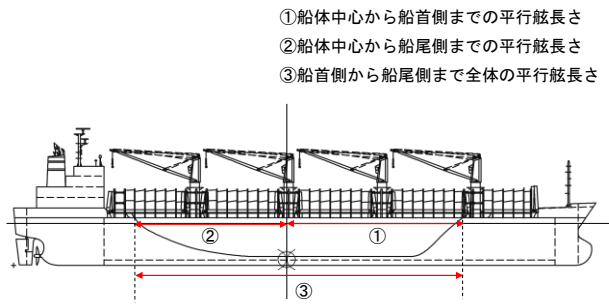 ①船体中心から船首側までの平行舷長さ
②船体中心から船尾側までの平行舷長さ
③船首側から船尾側まで全体の平行舷長さ
②
①
③